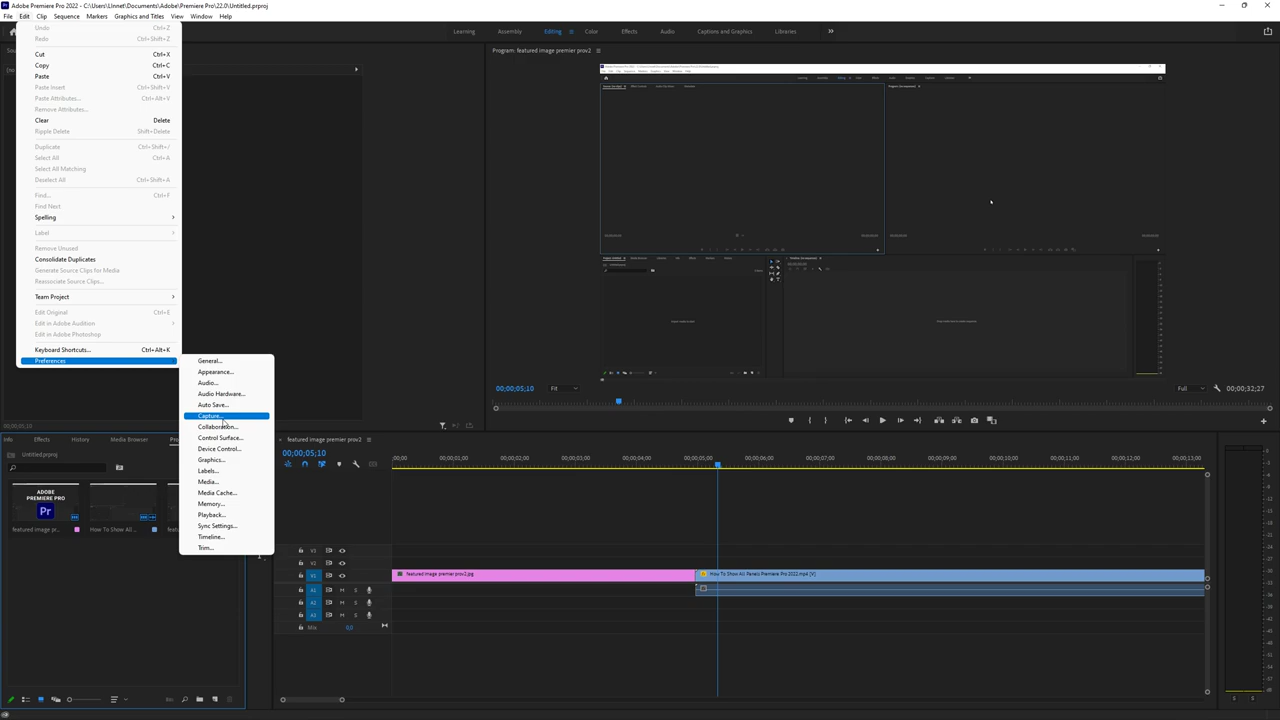 Adobe Premiere Pro 2022 - C:\Users\Unnet\Documents\Adobe\Premiere Pro\22.0\Untitled.prproj
File Edit Clip Sequence Markers Graphics and Titles View Window Help
Learning Assembly Editing Color Effects Audio Captions and Graphics Libraries
Program: featured image premier prov2
Undo Ctrl+Z
Redo Ctrl+Shift+Z
Cut Ctrl+X
Copy Ctrl+C
Paste Ctrl+V
Paste Insert Ctrl+Shift+V
Paste Attributes... Ctrl+Alt+V
Remove Attributes...
Clear Delete
Ripple Delete Shift+Delete
Duplicate Ctrl+Shift+/
Select All Ctrl+A
Select All Matching
Deselect All Ctrl+Shift+A
Find... Ctrl+F
Find Next
Spelling
Label
Remove Unused
Consolidate Duplicates
Generate Source Clips for Media
Reassociate Source Clips...
Team Project
Edit Original Ctrl+E
Edit in Adobe Audition
Edit in Adobe Photoshop
Keyboard Shortcuts... Ctrl+Alt+K
Preferences
General...
Appearance...
Audio...
Audio Hardware...
Auto Save...
Capture...
Collaboration...
Control Surface...
Device Control...
Graphics...
Labels...
Media...
Media Cache...
Memory...
Playback...
Sync Settings...
Timeline...
Trim...
00;00;05;10 Fit Full 00;00;32;27
00;00;05;10
Info Effects History Media Browser
Untitled.prproj
ADOBE
PREMIERE PRO
Pr
featured image pr... How To Show All ...
featured image premier prov2
00;00;05;10
;00;00 00;00;01;00 00;00;02;00 00;00;03;00 00;00;04;00 00;00;05;00 00;00;06;00 00;00;07;00 00;00;08;00 00;00;09;00 00;00;10;00 00;00;11;00 00;00;12;00 00;00;13;00
V3
V2
V1 featured image premier prov2.jpg How To Show All Panels Premiere Pro 2022.mp4 [V]
A1 M S
A2 M S
A3 M S
Mix 0,0
S S